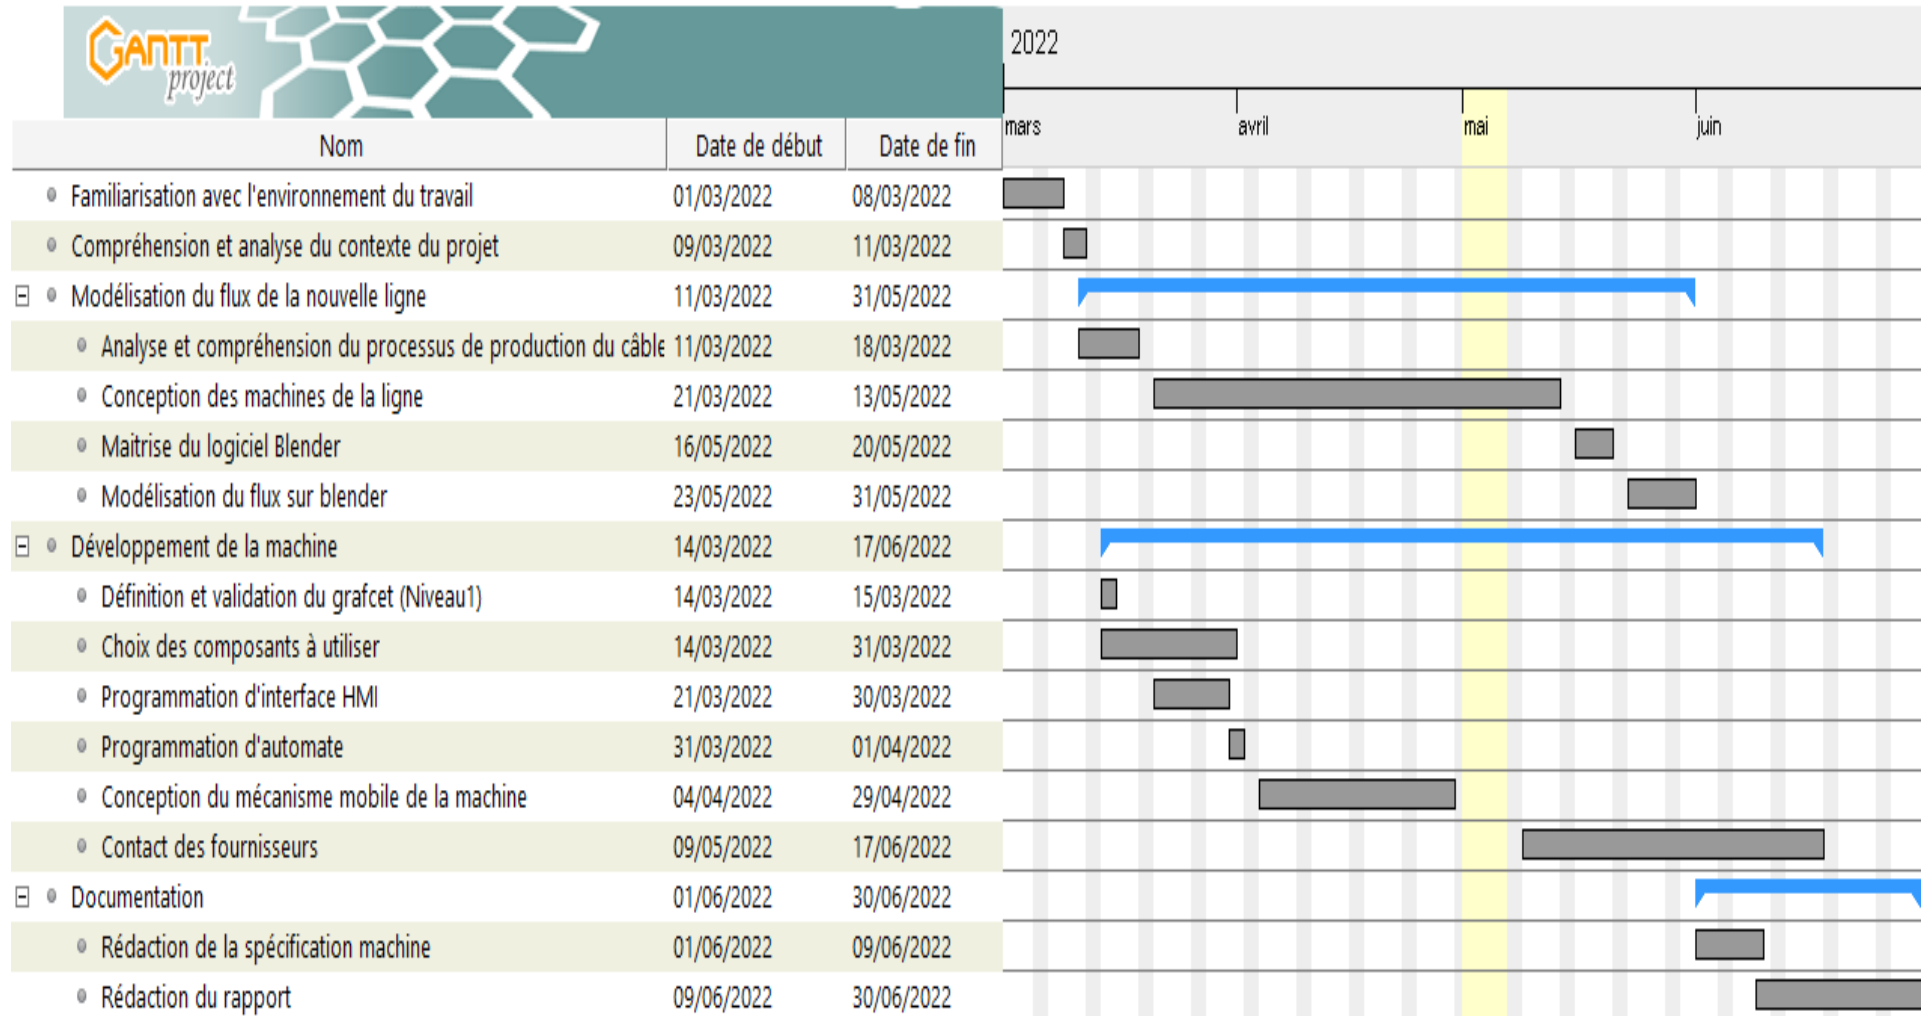 GANTT
project
2022
mars avril mai juin
Nom Date de début Date de fin
Familiarisation avec l'environnement du travail 01/03/2022 08/03/2022
Compréhension et analyse du contexte du projet 09/03/2022 11/03/2022
Modélisation du flux de la nouvelle ligne 11/03/2022 31/05/2022
Analyse et compréhension du processus de production du câble 11/03/2022 18/03/2022
Conception des machines de la ligne 21/03/2022 13/05/2022
Maitrise du logiciel Blender 16/05/2022 20/05/2022
Modélisation du flux sur blender 23/05/2022 31/05/2022
Développement de la machine 14/03/2022 17/06/2022
Définition et validation du grafcet (Niveau1) 14/03/2022 15/03/2022
Choix des composants à utiliser 14/03/2022 31/03/2022
Programmation d'interface HMI 21/03/2022 30/03/2022
Programmation d'automate 31/03/2022 01/04/2022
Conception du mécanisme mobile de la machine 04/04/2022 29/04/2022
Contact des fournisseurs 09/05/2022 17/06/2022
Documentation 01/06/2022 30/06/2022
Rédaction de la spécification machine 01/06/2022 09/06/2022
Rédaction du rapport 09/06/2022 30/06/2022